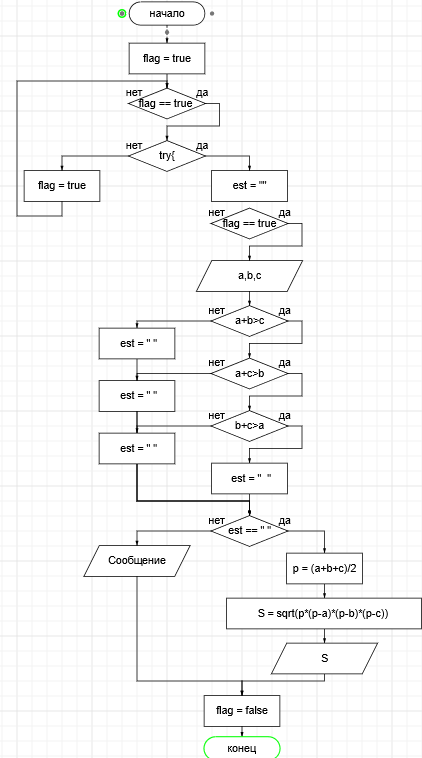 начало
flag = true
нет
да
flag == true
нет
да
try{
flag = true
est = ""
нет
да
flag == true
a,b,c
нет
да
a+b>c
est = " "
нет
да
a+c>b
est = " "
нет
да
b+c>a
est = " "
est = "  "
нет
да
est == " "
Сообщение
p = (a+b+c)/2
S = sqrt(p*(p-a)*(p-b)*(p-c))
S
flag = false
конец